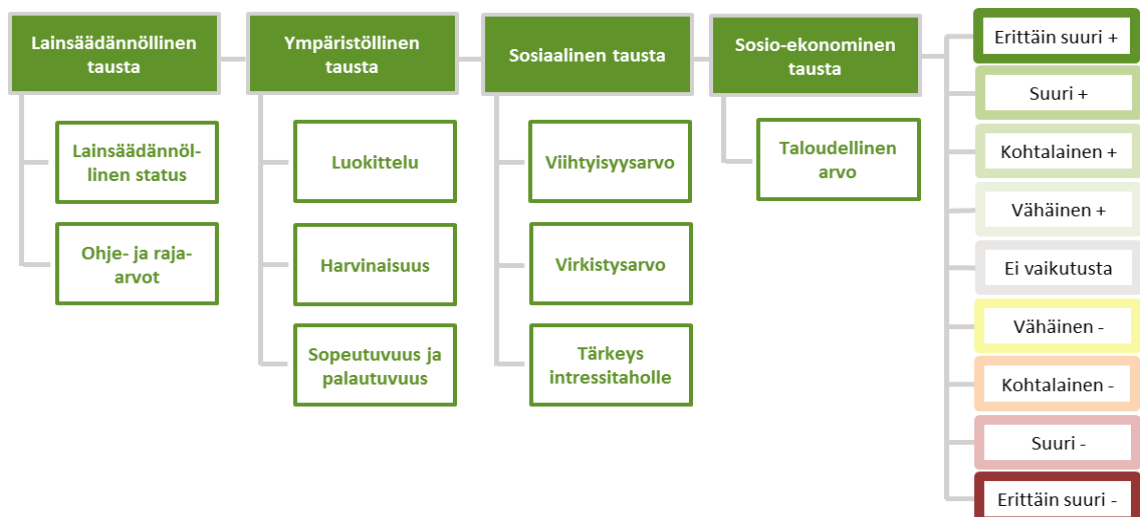 Lainsäädännöllinen
tausta
Lainsäädännöl-
linen status
Ohje- ja raja-
arvot
Ympäristöllinen
tausta
Luokittelu
Harvinaisuus
Sopeutuvuus ja
palautuvuus
Sosiaalinen tausta
Viihtyisyysarvo
Virkistysarvo
Tärkeys
intressitaholle
Sosio-ekonominen
tausta
Taloudellinen
arvo
Erittäin suuri +
Suuri +
Kohtalainen +
Vähäinen +
Ei vaikutusta
Vähäinen -
Kohtalainen -
Suuri -
Erittäin suuri -